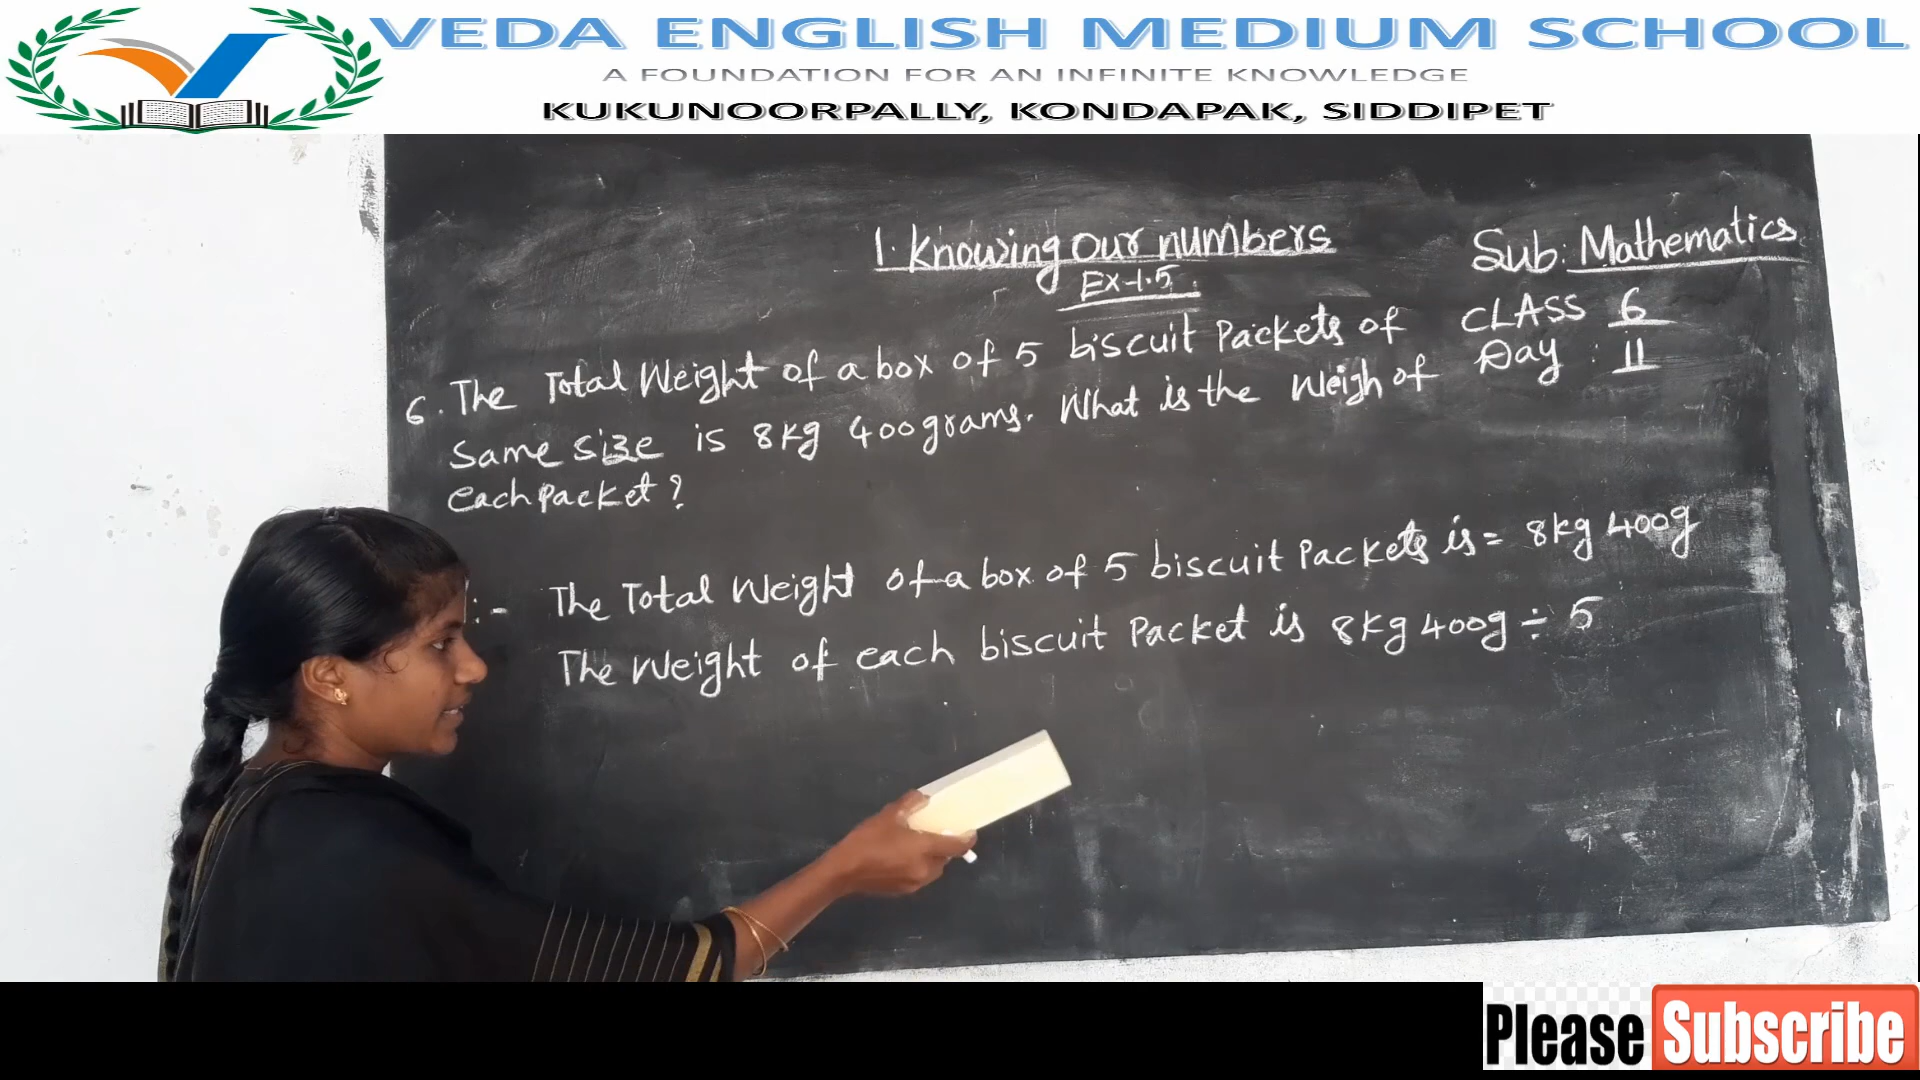 VEDA ENGLISH MEDIUM SCHOOL
A FOUNDATION FOR AN INFINITE KNOWLEDGE
KUKUNOORPALLY, KONDAPAK, SIDDIPET
1. Knowing Our numbers
Ex-1.5
Sub: Mathematics
CLASS 6
Day : 11
6. The Total Weight of a box of 5 biscuit Packets of
Same size is 8kg 400grams. What is the Weigh of
each packet?
:- The Total Weight of a box of 5 biscuit Packets is = 8kg 400g
The Weight of each biscuit Packet is 8kg 400g ÷ 5
Please Subscribe